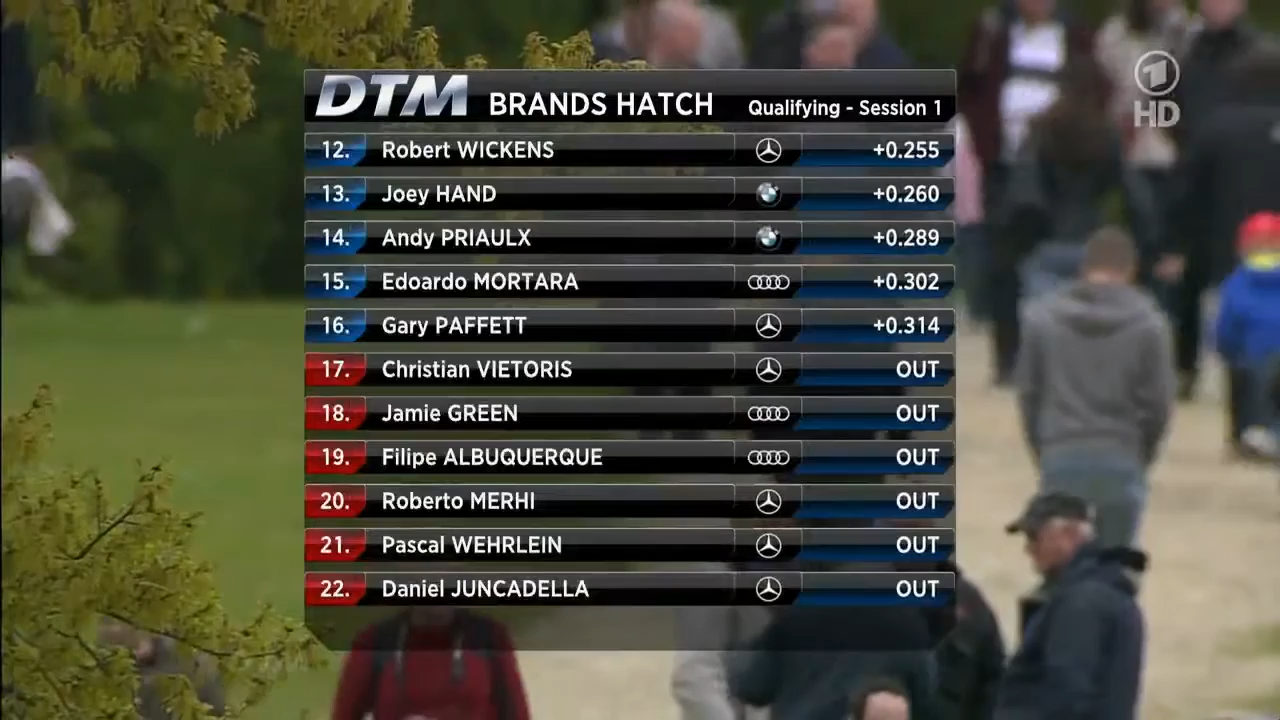 DTM BRANDS HATCH Qualifying - Session 1
1
HD
12. Robert WICKENS +0.255
13. Joey HAND +0.260
14. Andy PRIAULX +0.289
15. Edoardo MORTARA +0.302
16. Gary PAFFETT +0.314
17. Christian VIETORIS OUT
18. Jamie GREEN OUT
19. Filipe ALBUQUERQUE OUT
20. Roberto MERHI OUT
21. Pascal WEHRLEIN OUT
22. Daniel JUNCADELLA OUT